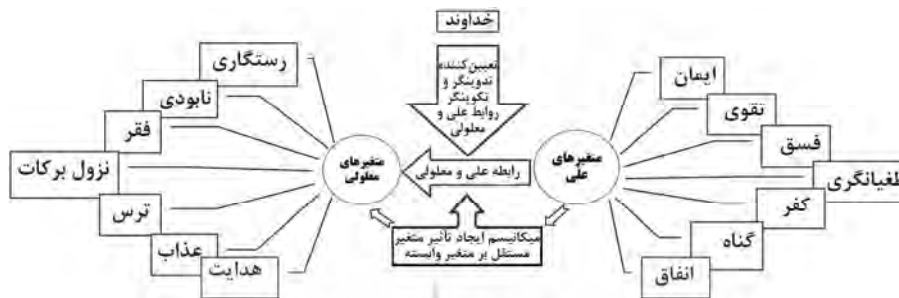 خداوند
تعیین‌کننده
تدوینگر و
تکوینگر
روابط علی و
معلولی
ایمان
تقوی
فسق
طغیانگری
کفر
گناه
انفاق
متغیرهای
علی
رابطه علی و معلولی
متغیرهای
معلولی
میکانیسم ایجاد تأثیر متغیر
مستقل بر متغیر وابسته
رستگاری
نابودی
فقر
نزول برکات
ترس
عذاب
هدایت